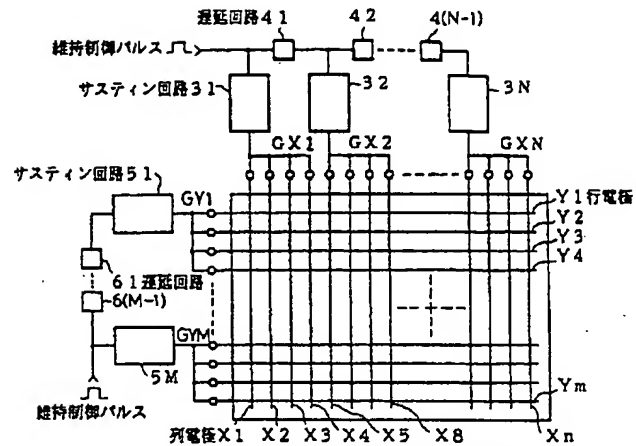 遅延回路41
42
4(N-1)
維持制御パルス
サスティン回路31
32
3N
GX1
GX2
GXN
サスティン回路51
GY1
Y1行電極
Y2
Y3
Y4
61遅延回路
6(M-1)
GYM
5M
維持制御パルス
Ym
列電極X1
X2
X3
X4
X5
X8
Xn